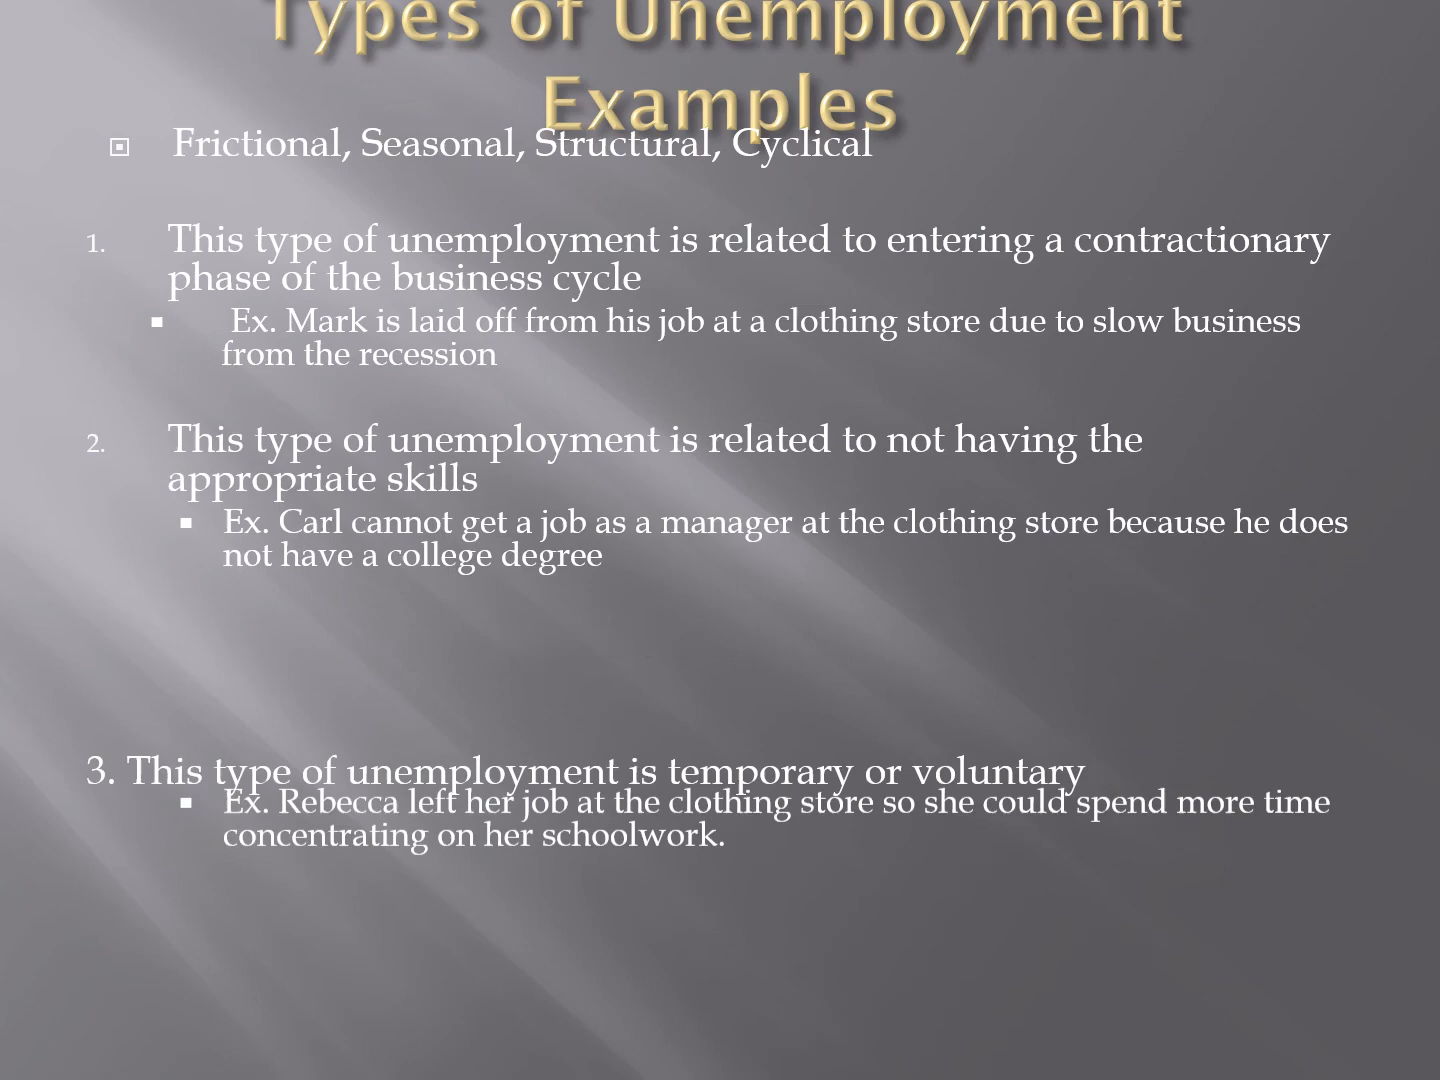 Types of Unemployment
Examples
Frictional, Seasonal, Structural, Cyclical
1. This type of unemployment is related to entering a contractionary
phase of the business cycle
Ex. Mark is laid off from his job at a clothing store due to slow business
from the recession
2. This type of unemployment is related to not having the
appropriate skills
Ex. Carl cannot get a job as a manager at the clothing store because he does
not have a college degree
3. This type of unemployment is temporary or voluntary
Ex. Rebecca left her job at the clothing store so she could spend more time
concentrating on her schoolwork.